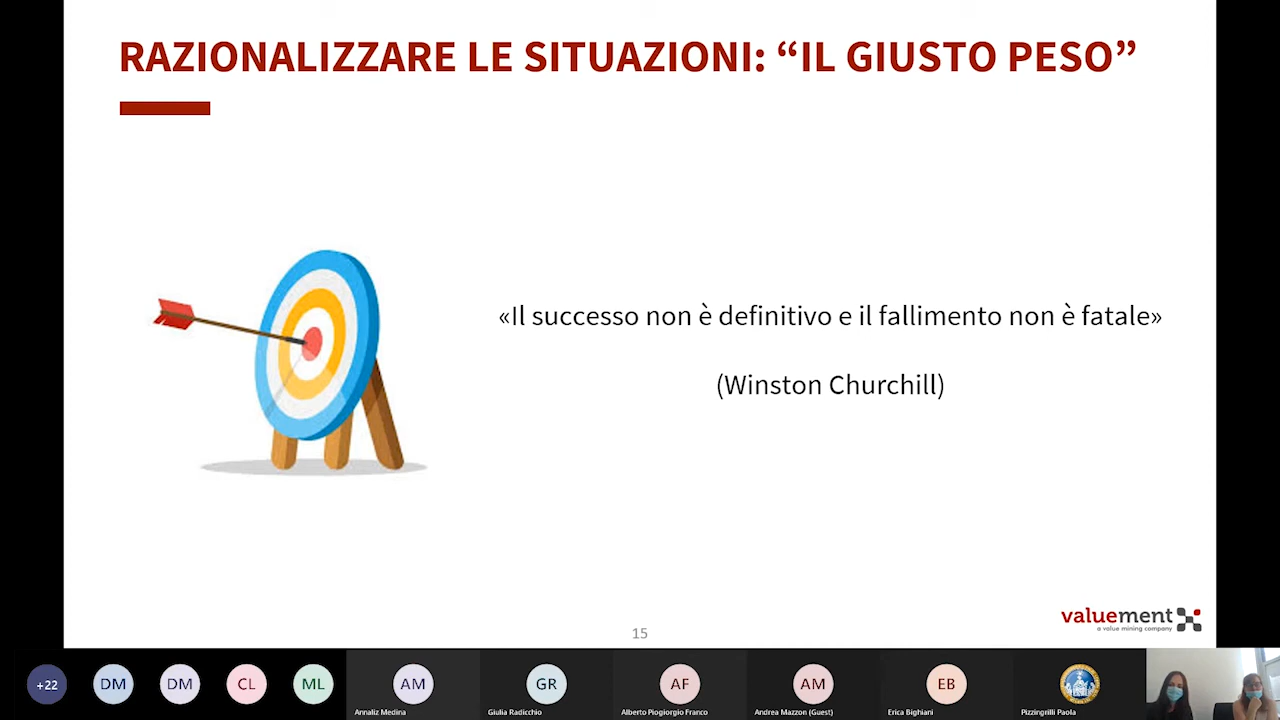 RAZIONALIZZARE LE SITUAZIONI: “IL GIUSTO PESO”
«Il successo non è definitivo e il fallimento non è fatale»
(Winston Churchill)
valuement
a value mining company
15
+22
DM
DM
CL
ML
AM
GR
AF
AM
EB
Annaliz Medina
Giulia Radicchio
Alberto Piogiorgio Franco
Andrea Mazzon (Guest)
Erica Bighiani
Pizzingrilli Paola